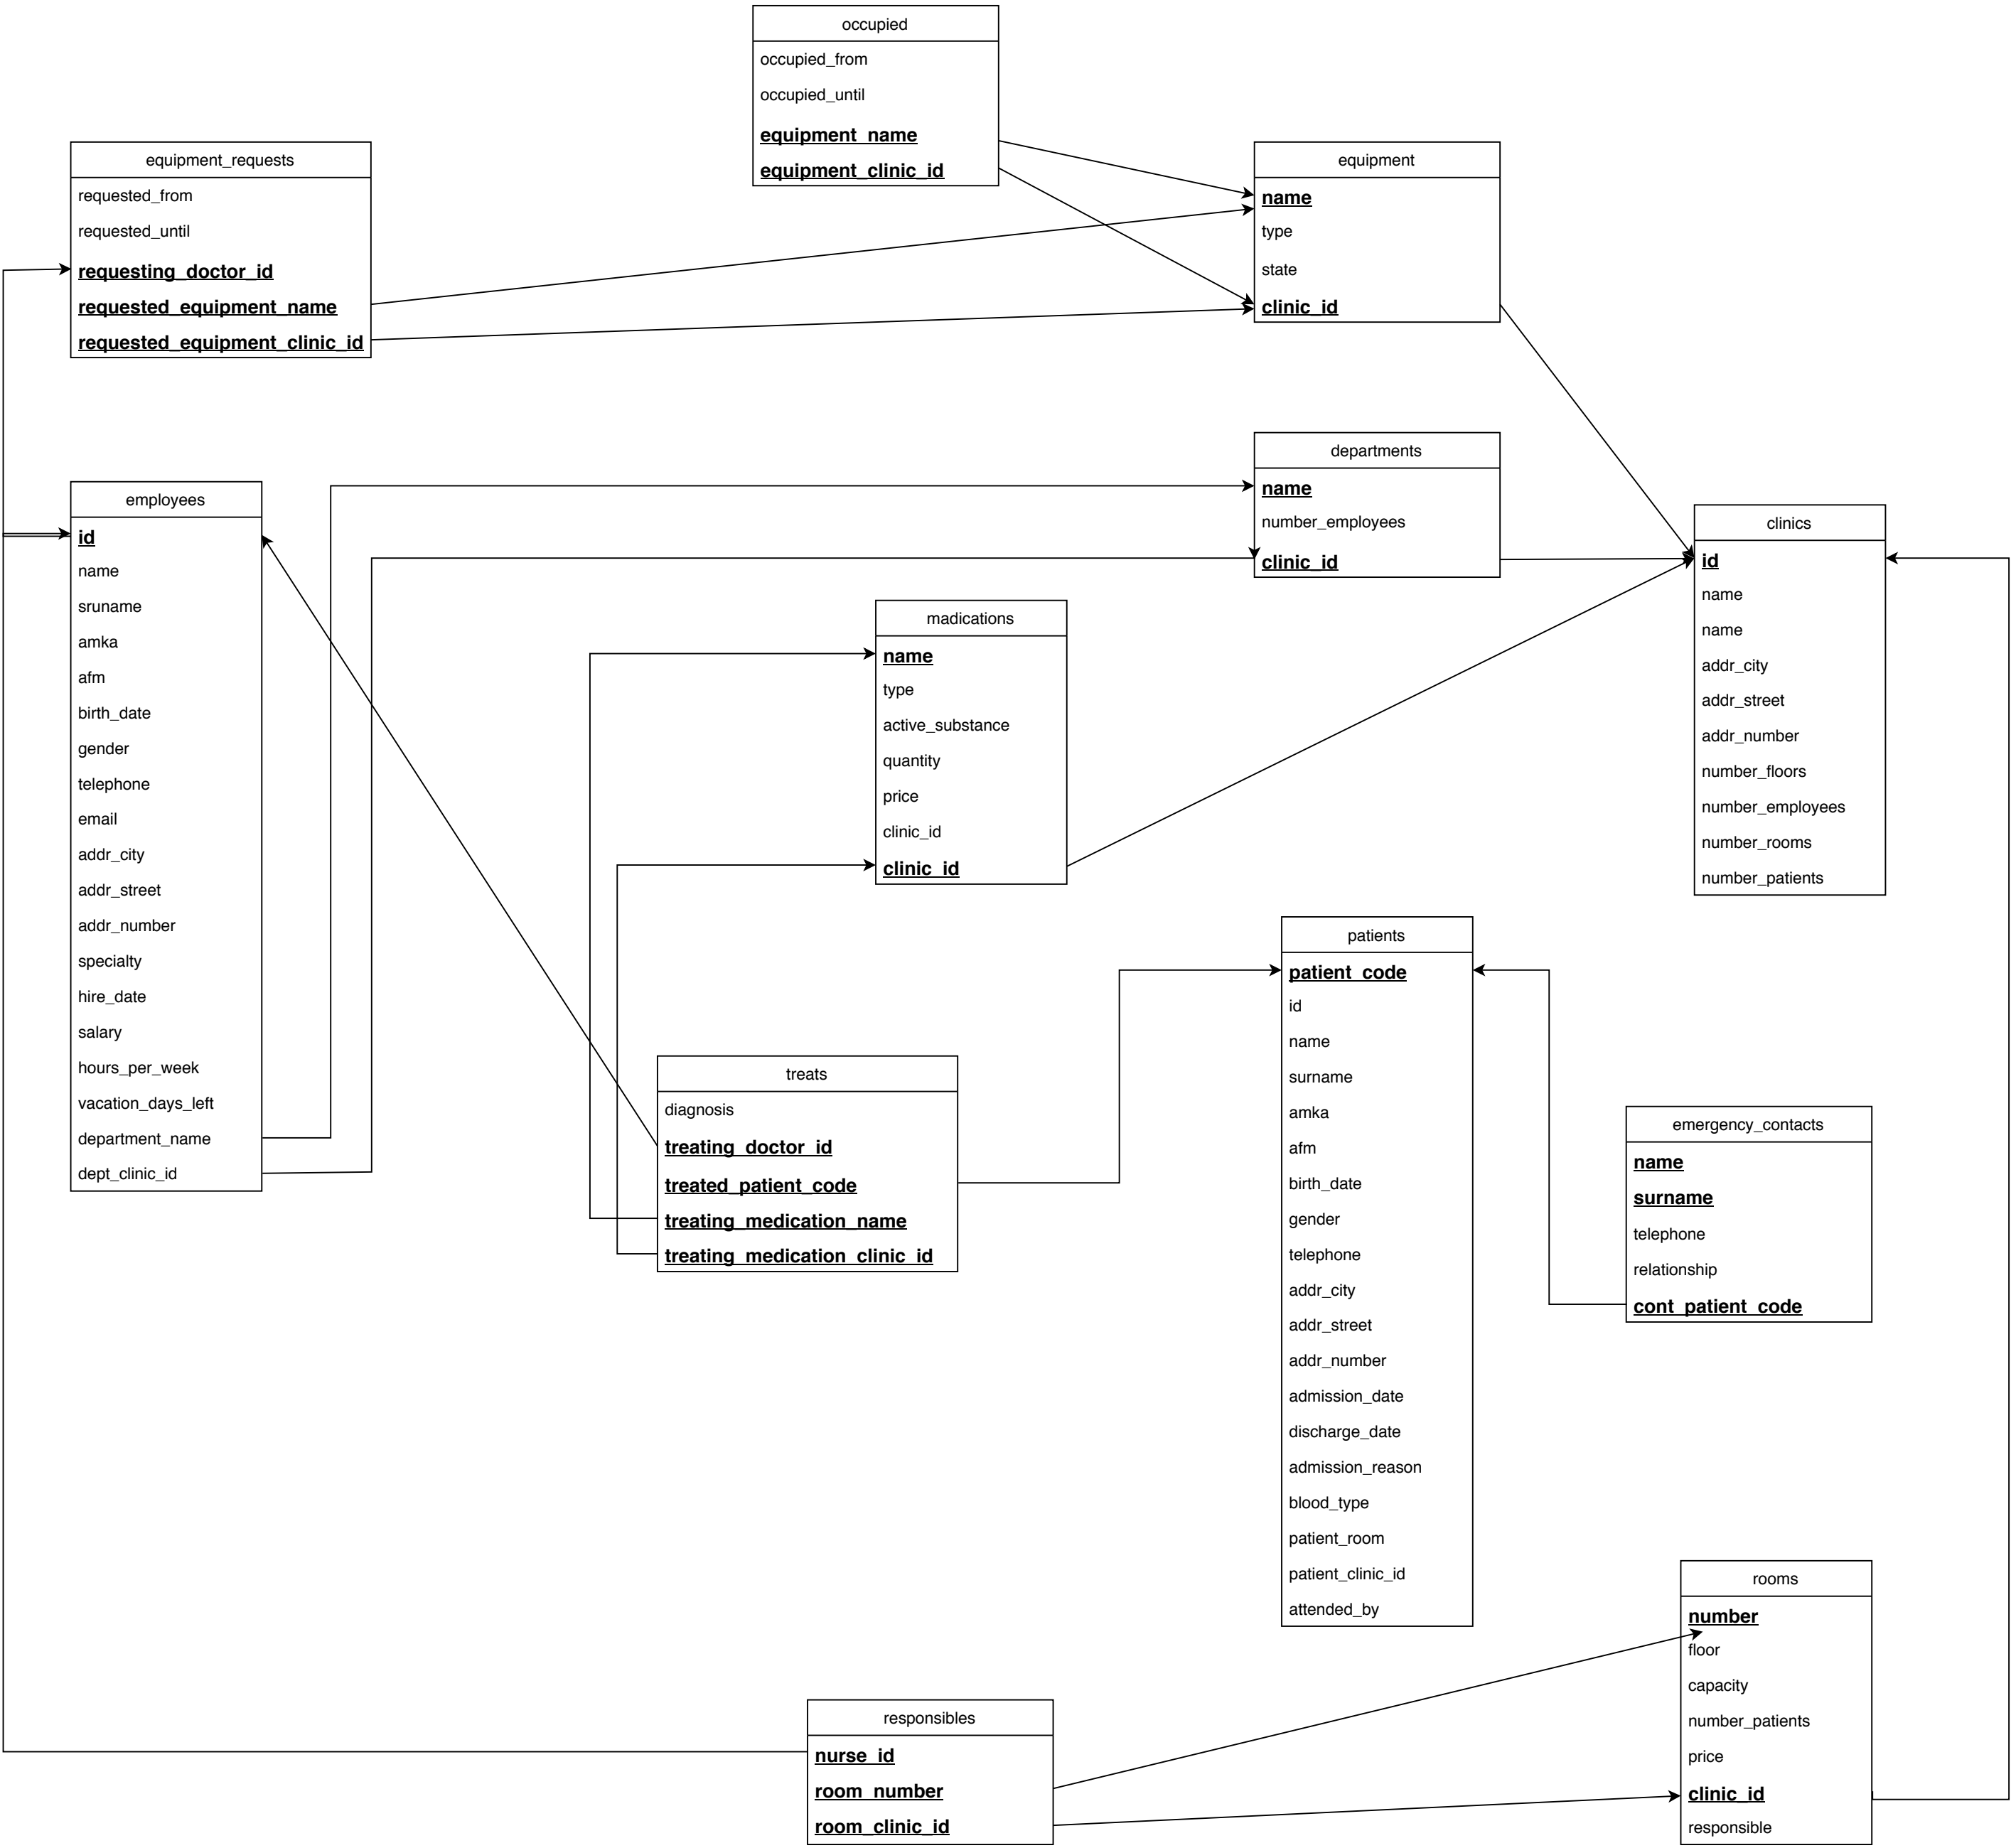 occupied
occupied_from
occupied_until
equipment_name
equipment_clinic_id
equipment_requests
requested_from
requested_until
requesting_doctor_id
requested_equipment_name
requested_equipment_clinic_id
equipment
name
type
state
clinic_id
departments
name
number_employees
clinic_id
employees
id
name
sruname
amka
afm
birth_date
gender
telephone
email
addr_city
addr_street
addr_number
specialty
hire_date
salary
hours_per_week
vacation_days_left
department_name
dept_clinic_id
clinics
id
name
name
addr_city
addr_street
addr_number
number_floors
number_employees
number_rooms
number_patients
madications
name
type
active_substance
quantity
price
clinic_id
clinic_id
patients
patient_code
id
name
surname
amka
afm
birth_date
gender
telephone
addr_city
addr_street
addr_number
admission_date
discharge_date
admission_reason
blood_type
patient_room
patient_clinic_id
attended_by
treats
diagnosis
treating_doctor_id
treated_patient_code
treating_medication_name
treating_medication_clinic_id
emergency_contacts
name
surname
telephone
relationship
cont_patient_code
rooms
number
floor
capacity
number_patients
price
clinic_id
responsible
responsibles
nurse_id
room_number
room_clinic_id